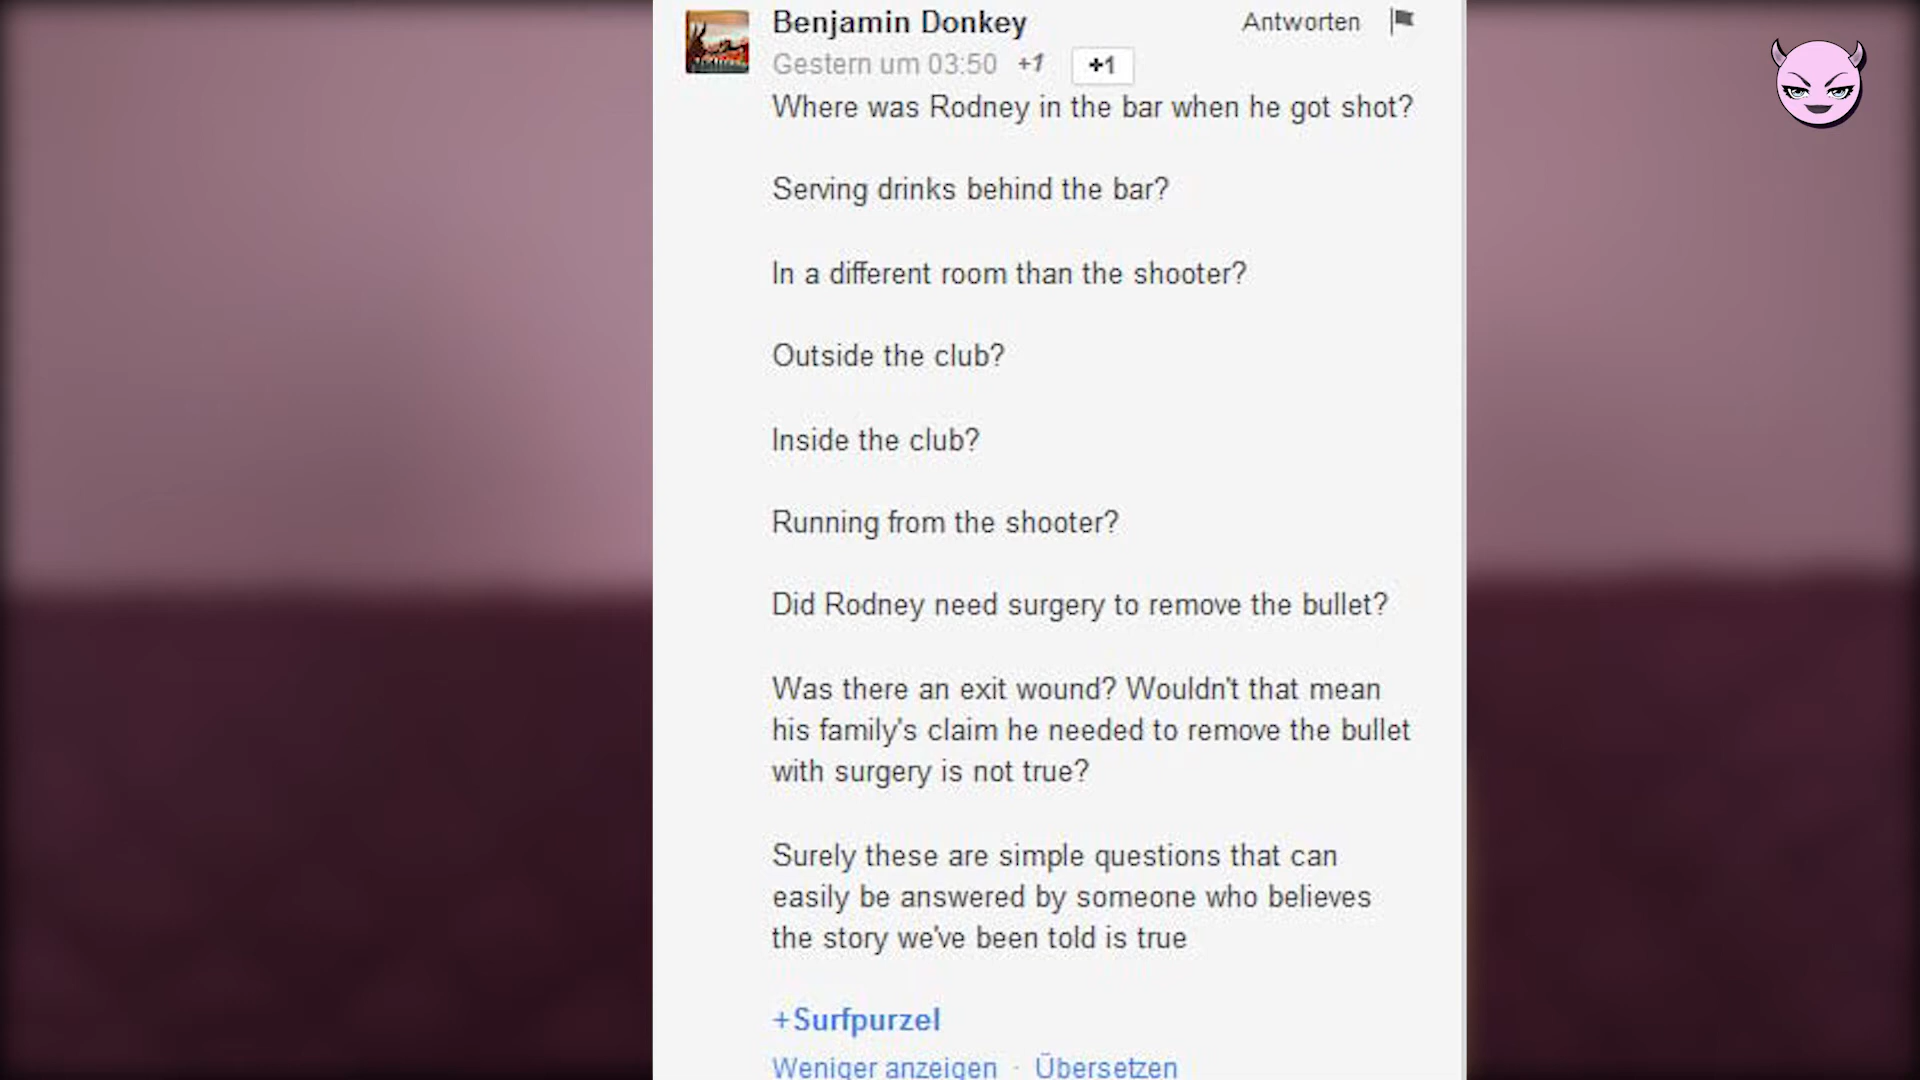 Benjamin Donkey
Antworten
Gestern um 03:50 +1 +1
Where was Rodney in the bar when he got shot?
Serving drinks behind the bar?
In a different room than the shooter?
Outside the club?
Inside the club?
Running from the shooter?
Did Rodney need surgery to remove the bullet?
Was there an exit wound? Wouldn't that mean
his family's claim he needed to remove the bullet
with surgery is not true?
Surely these are simple questions that can
easily be answered by someone who believes
the story we've been told is true
+Surfpurzel
Weniger anzeigen · Übersetzen